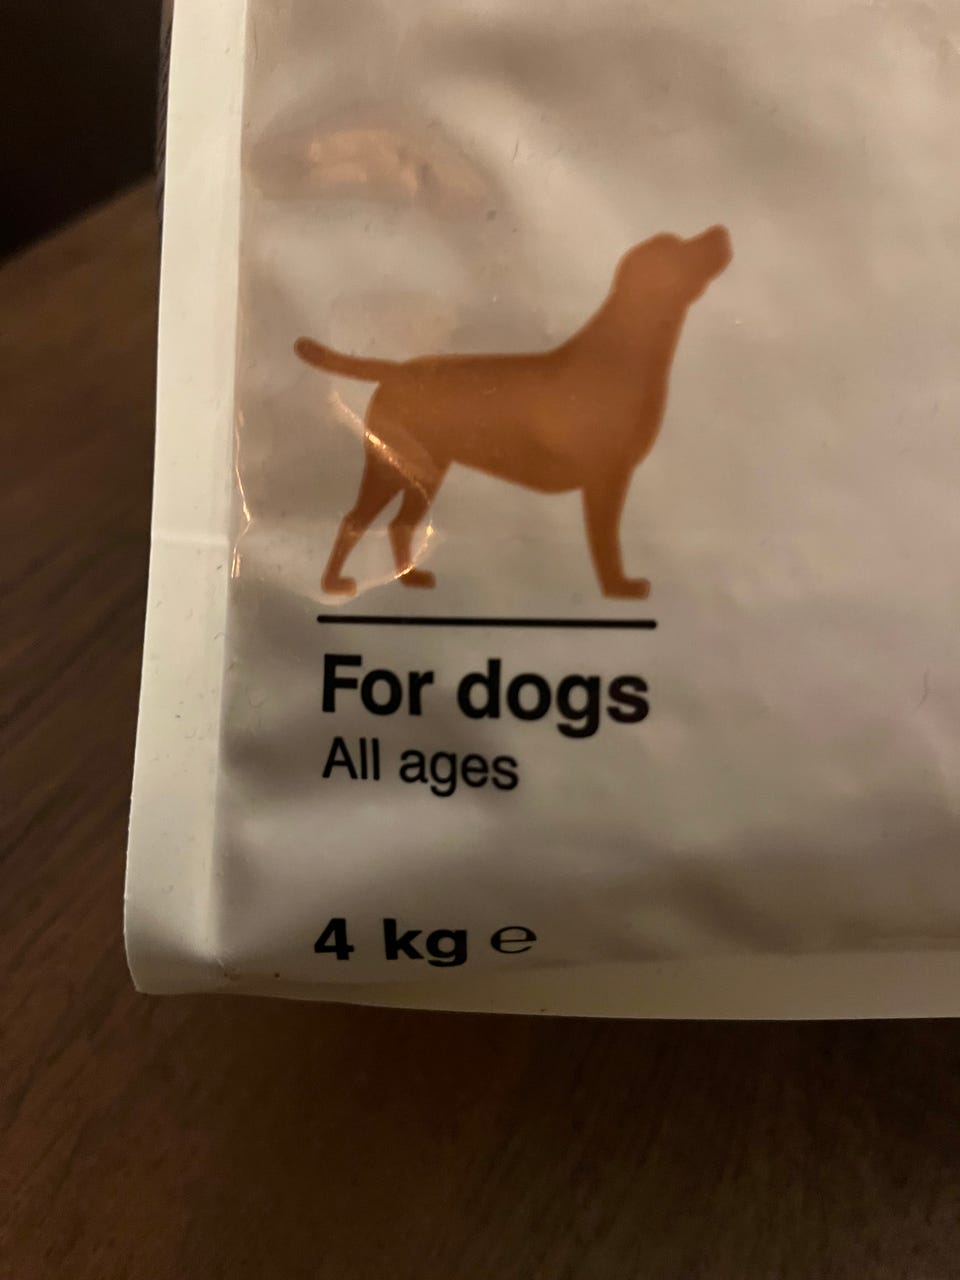 For dogs
All ages
4 kg ℮